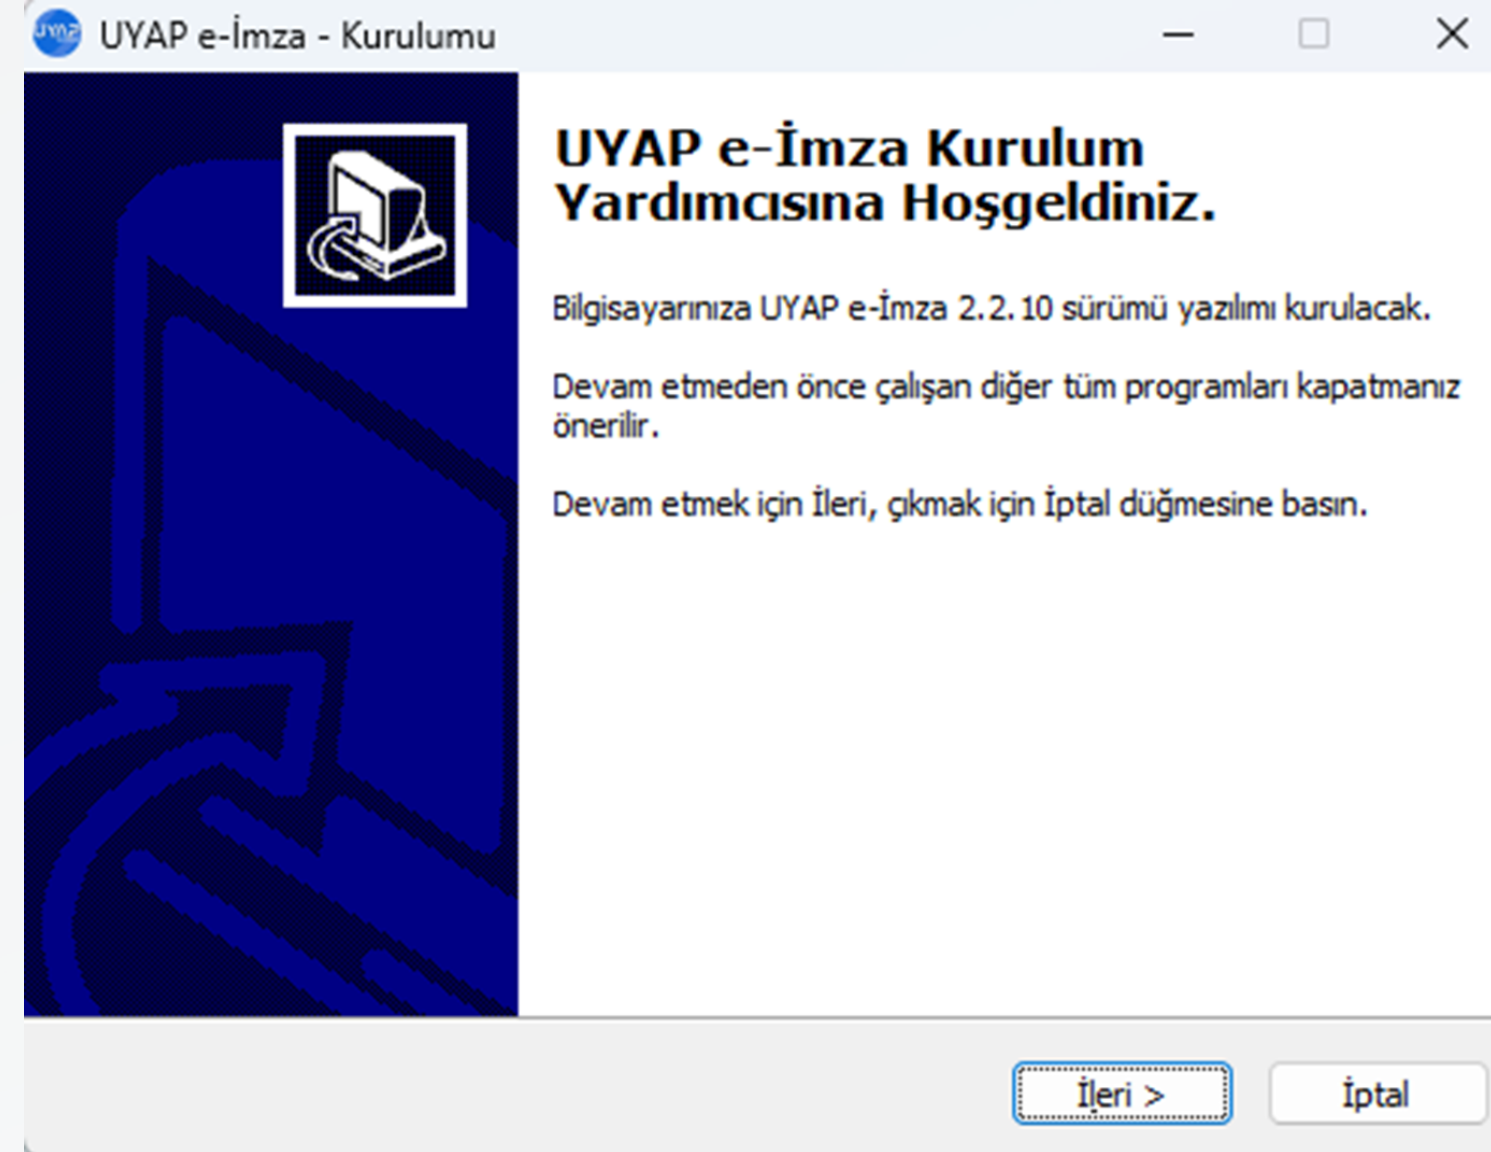 UYAP
UYAP e-İmza - Kurulumu
UYAP e-İmza Kurulum
Yardımcısına Hoşgeldiniz.
Bilgisayarınıza UYAP e-İmza 2.2.10 sürümü yazılımı kurulacak.
Devam etmeden önce çalışan diğer tüm programları kapatmanız
önerilir.
Devam etmek için İleri, çıkmak için İptal düğmesine basın.
İleri >
İptal